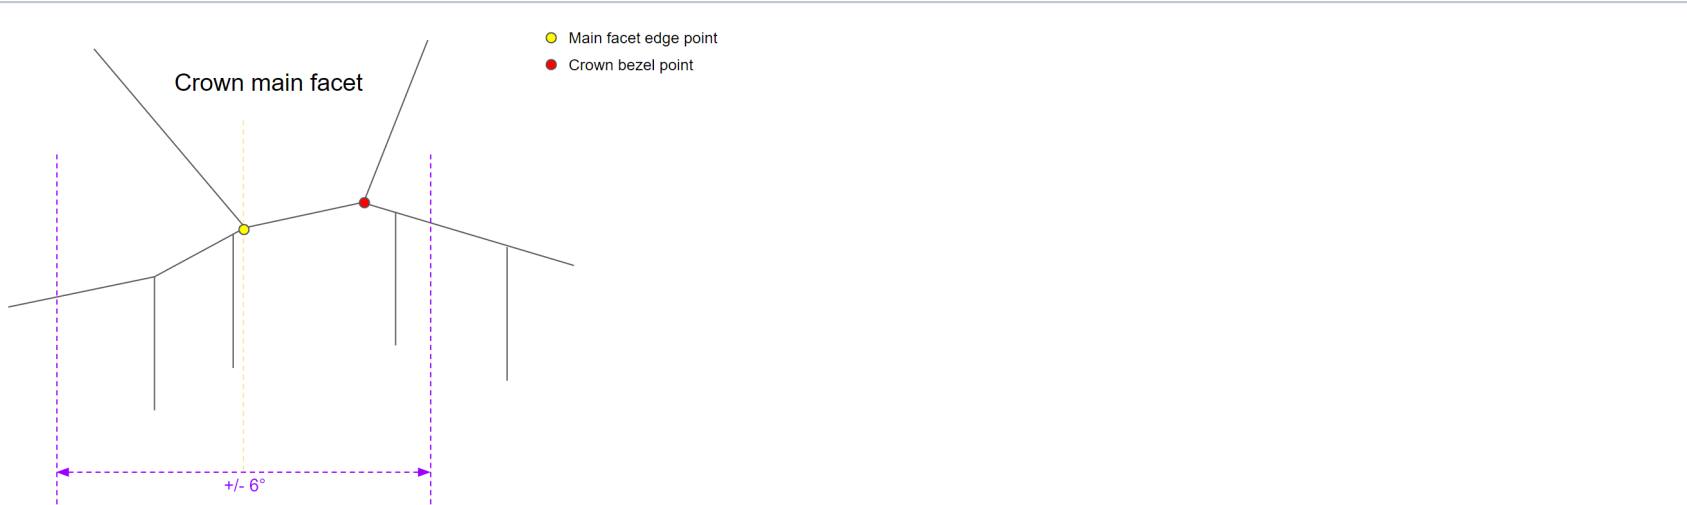 Main facet edge point
Crown bezel point
Crown main facet
+/- 6°